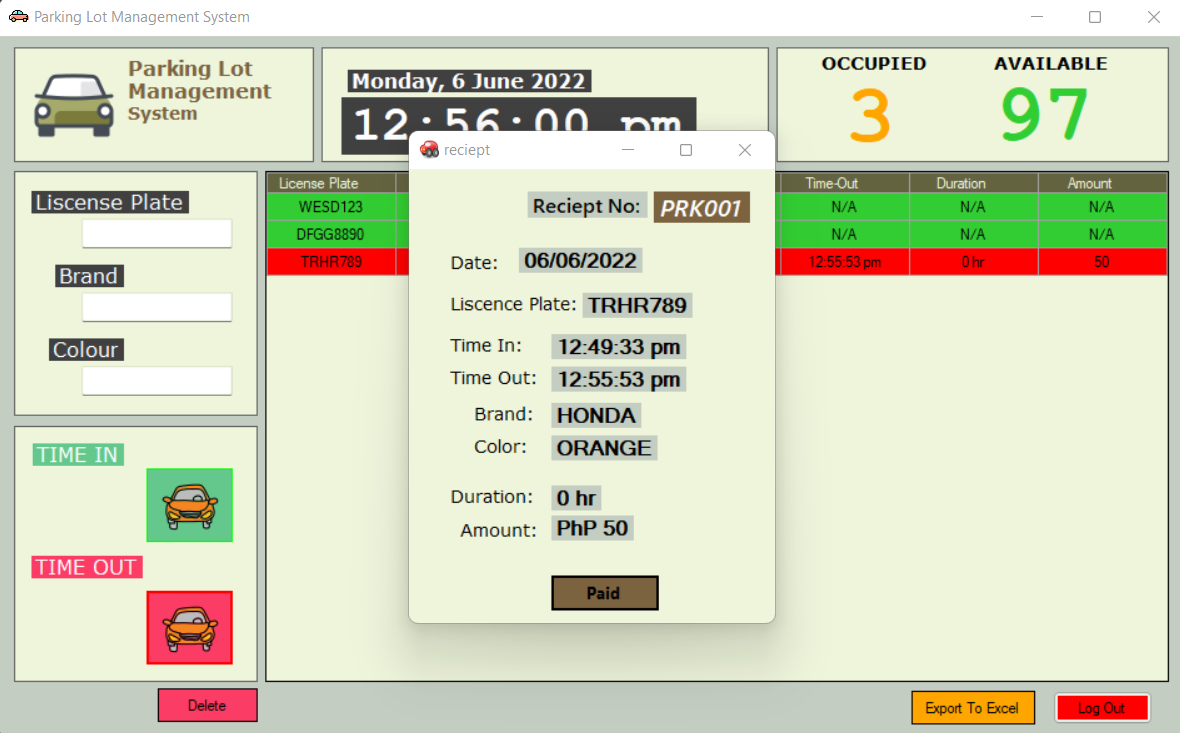 Parking Lot Management System
Parking Lot
Management
System
Monday, 6 June 2022
12:56:00 pm
OCCUPIED AVAILABLE
3 97
Liscense Plate
Brand
Colour
TIME IN
TIME OUT
Delete
License Plate Time-Out Duration Amount
WESD123 N/A N/A N/A
DFGG8890 N/A N/A N/A
TRHR789 12:55:53 pm 0 hr 50
reciept
Reciept No: PRK001
Date: 06/06/2022
Liscence Plate: TRHR789
Time In: 12:49:33 pm
Time Out: 12:55:53 pm
Brand: HONDA
Color: ORANGE
Duration: 0 hr
Amount: PhP 50
Paid
Export To Excel
Log Out